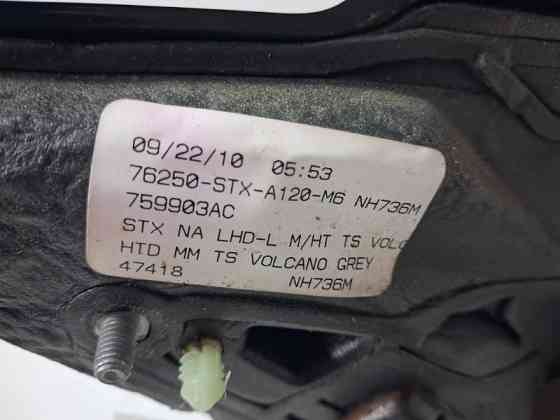 09/22/10 05:53
76250-STX-A120-M6 NH736M
759903AC
STX NA LHD-L M/HT TS VOLC
HTD MM TS VOLCANO GREY
47418 NH736M